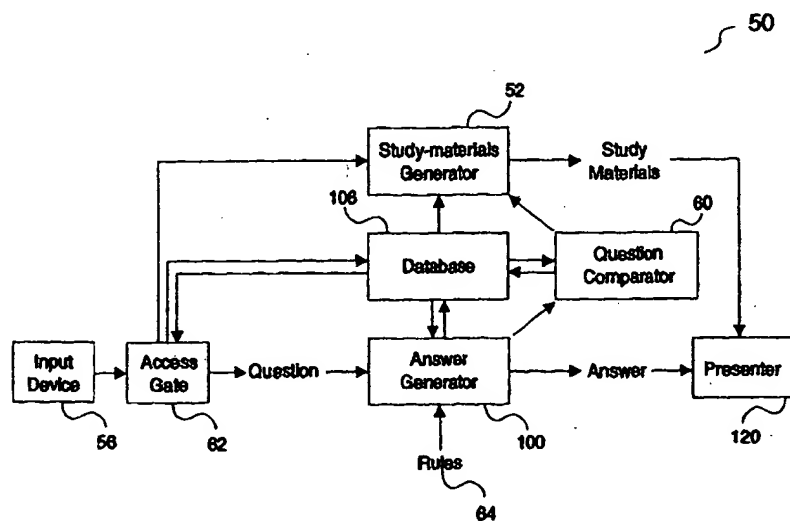 50
52
Study-materials
Generator
Study
Materials
106
60
Database
Question
Comparator
Input
Device
Access
Gate
Question
Answer
Generator
Answer
Presenter
56
62
100
120
Rules
64